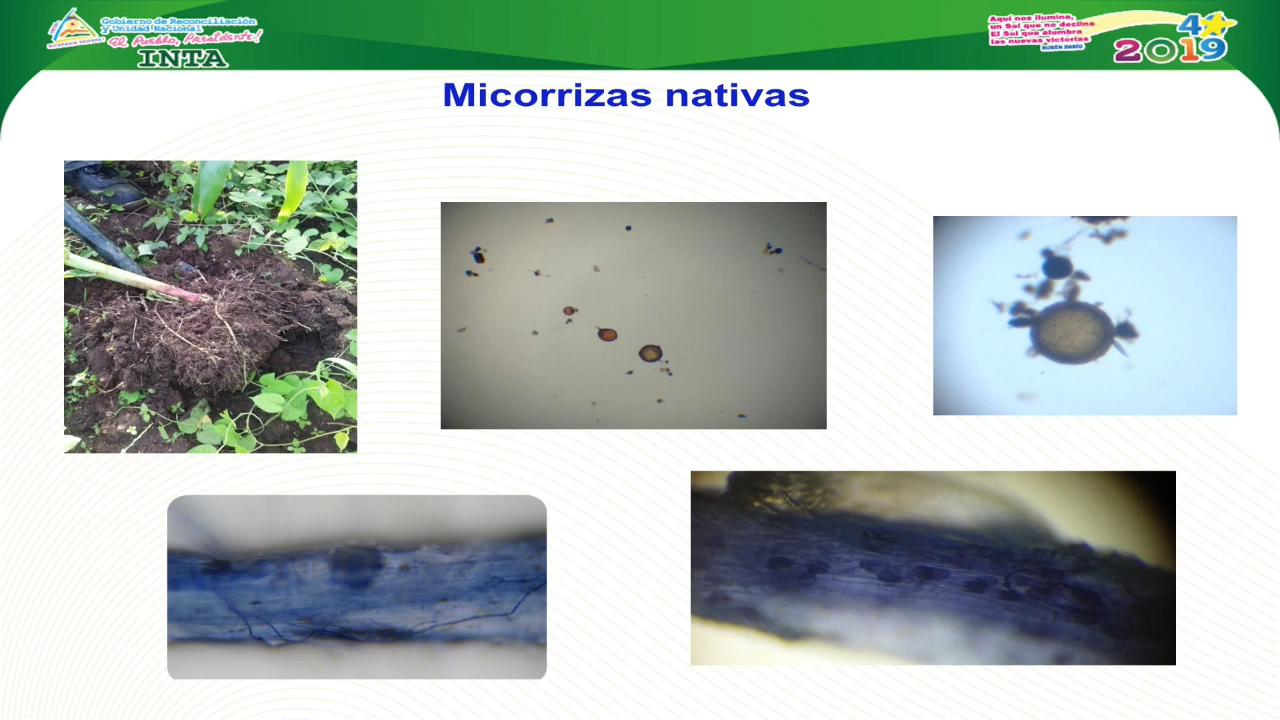 Gobierno de Reconciliación
y Unidad Nacional
El Pueblo, Presidente!
INTA
Aquí nos ilumina,
un Sol que no declina
El Sol que alumbra
las nuevas victorias
RUBÉN DARÍO
40
2019
Micorrizas nativas